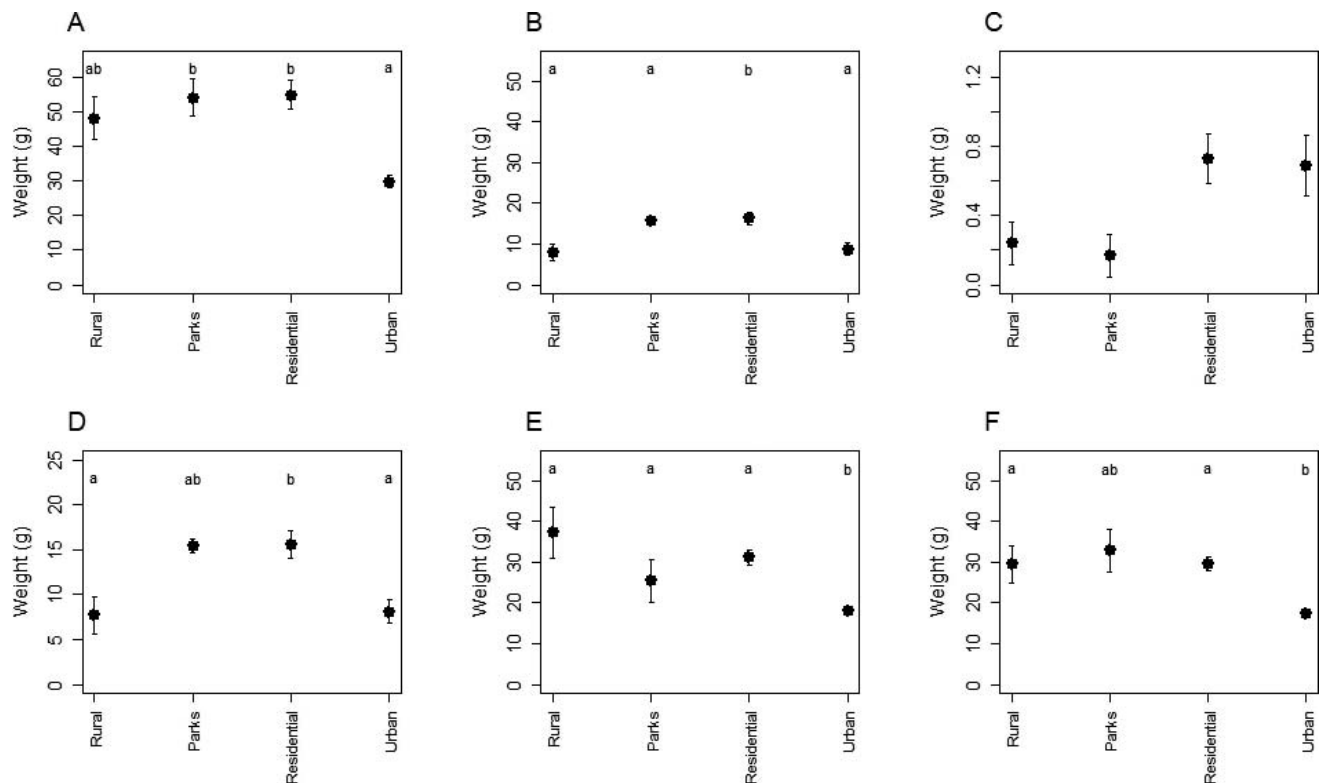 A
B
C
Weight (g)
0 10 20 30 40 50 60
ab b b a
Rural Parks Residential Urban
Weight (g)
0 10 20 30 40 50
a a b a
Rural Parks Residential Urban
Weight (g)
0.0 0.4 0.8 1.2
Rural Parks Residential Urban
D
E
F
Weight (g)
0 5 10 15 20 25
a ab b a
Rural Parks Residential Urban
Weight (g)
0 10 20 30 40 50
a a a b
Rural Parks Residential Urban
Weight (g)
0 10 20 30 40 50
a ab a b
Rural Parks Residential Urban